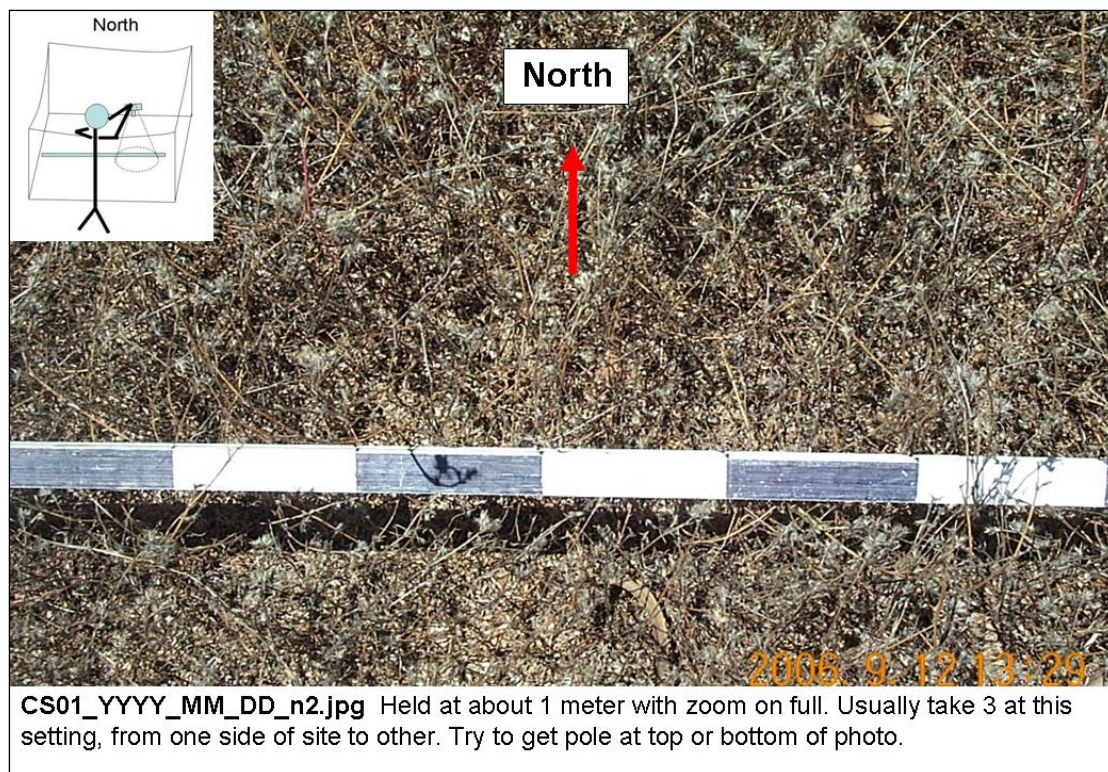 North
North
2006. 9. 12 13:29
CS01_YYYY_MM_DD_n2.jpg Held at about 1 meter with zoom on full. Usually take 3 at this
setting, from one side of site to other. Try to get pole at top or bottom of photo.